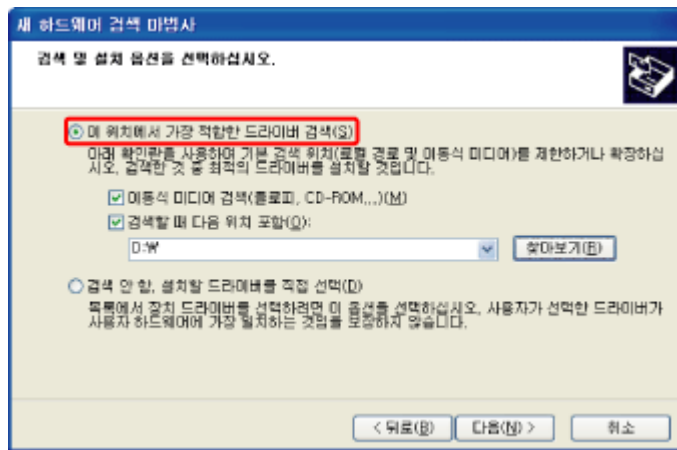 새 하드웨어 검색 마법사
검색 및 설치 옵션을 선택하십시오.
이 위치에서 가장 적합한 드라이버 검색(S)
아래 확인란을 사용하여 기본 검색 위치(로컬 경로 및 이동식 미디어)를 제한하거나 확장하십
시오. 검색한 것 중 최적의 드라이버를 설치할 것입니다.
이동식 미디어 검색(플로피, CD-ROM...)(M)
검색할 때 다음 위치 포함(O):
D:₩
찾아보기(R)
검색 안 함. 설치할 드라이버를 직접 선택(D)
목록에서 장치 드라이버를 선택하려면 이 옵션을 선택하십시오. 사용자가 선택한 드라이버가
사용자 하드웨어에 가장 일치하는 것임을 보장하지 않습니다.
< 뒤로(B)
다음(N) >
취소